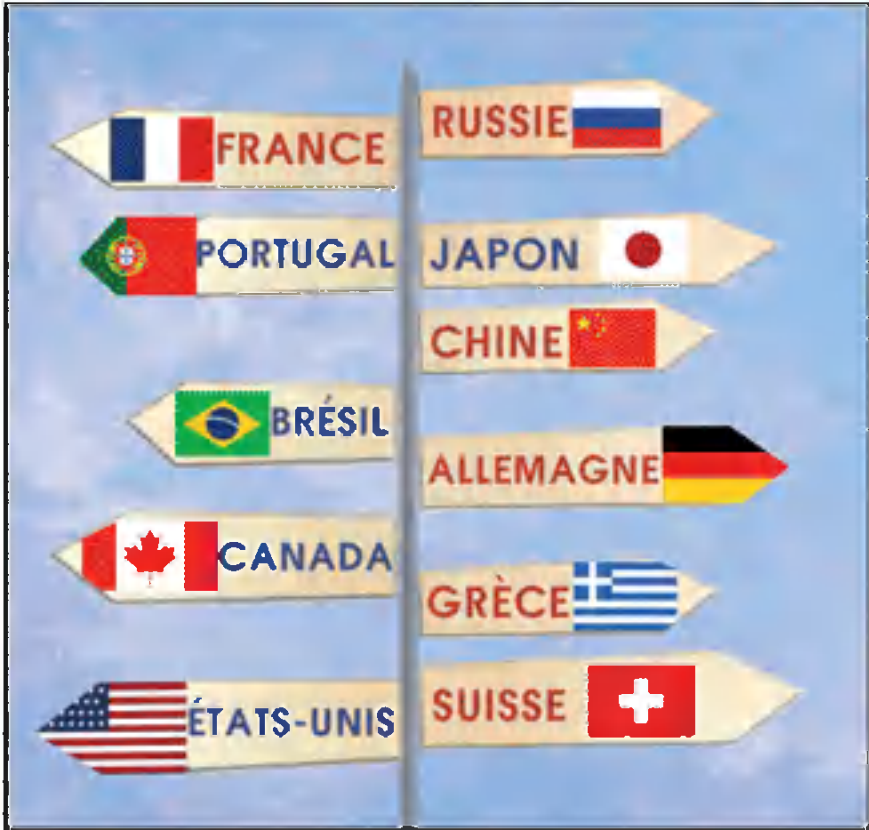 FRANCE
PORTUGAL
BRÉSIL
CANADA
ÉTATS-UNIS
RUSSIE
JAPON
CHINE
ALLEMAGNE
GRÈCE
SUISSE